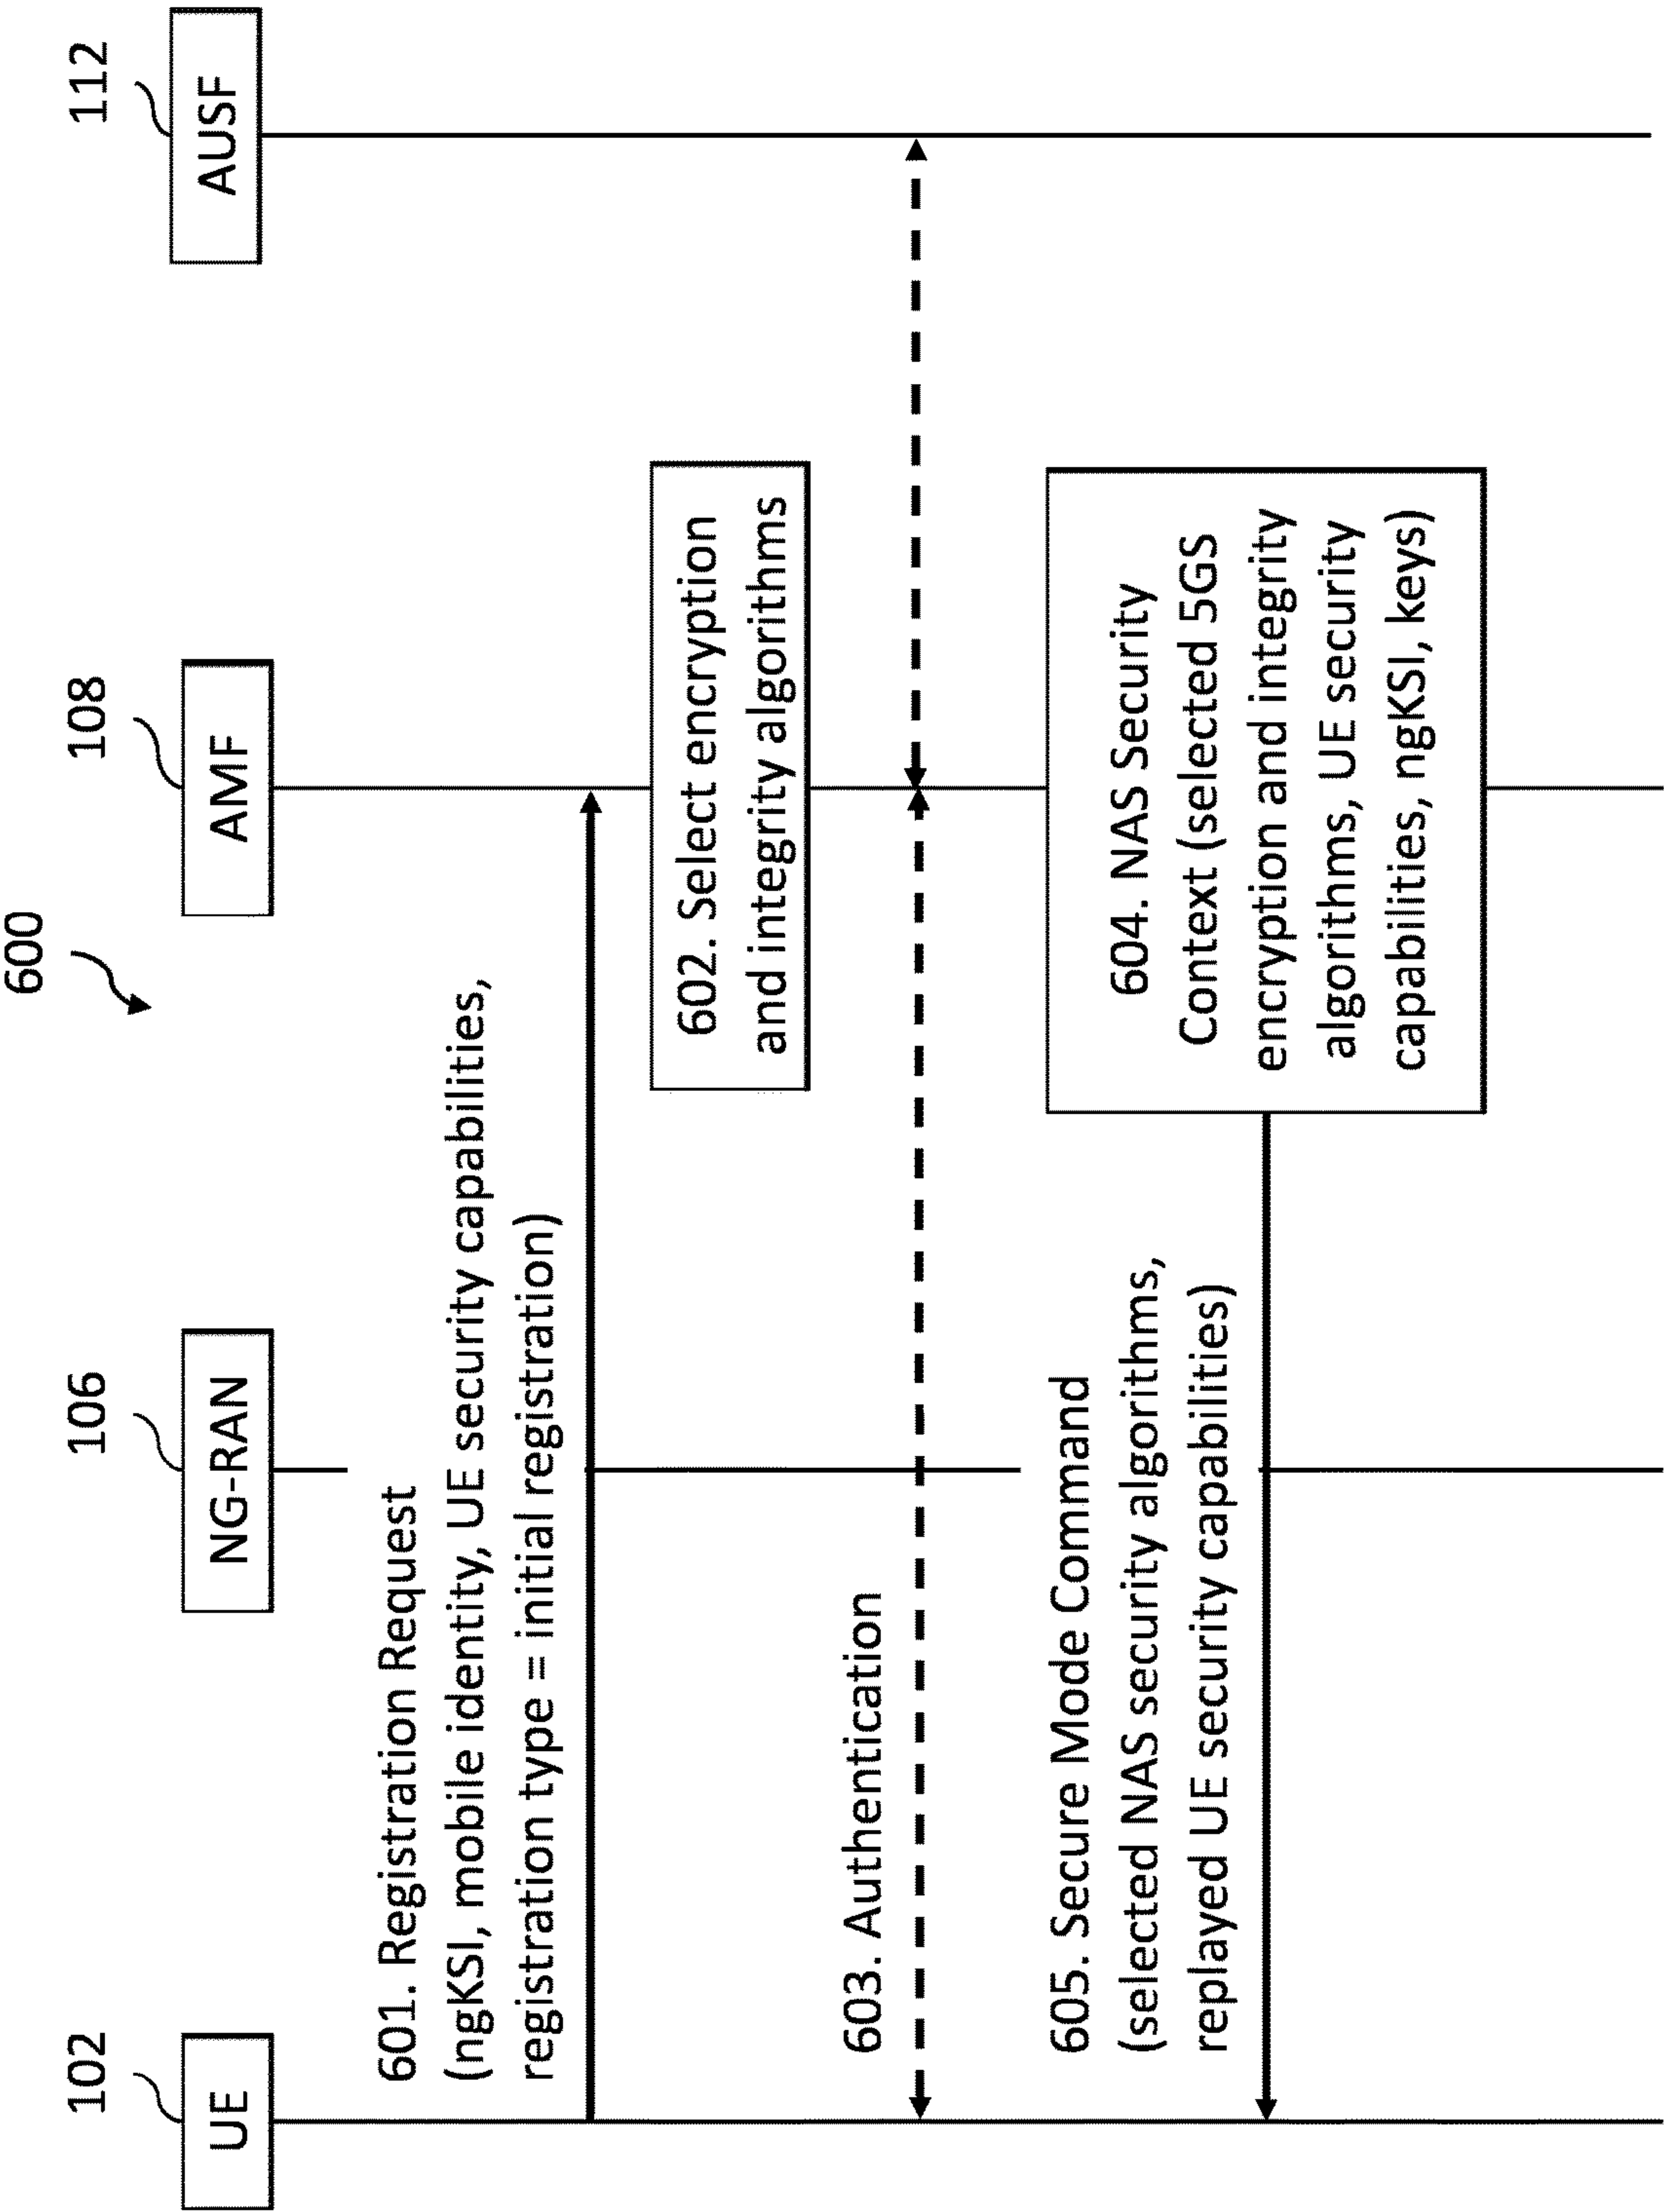 600
102
106
108
112
UE
NG-RAN
AMF
AUSF
601. Registration Request
(ngKSI, mobile identity, UE security capabilities,
registration type = initial registration)
602. Select encryption
and integrity algorithms
603. Authentication
604. NAS Security
Context (selected 5GS
encryption and integrity
algorithms, UE security
capabilities, ngKSI, keys)
605. Secure Mode Command
(selected NAS security algorithms,
replayed UE security capabilities)